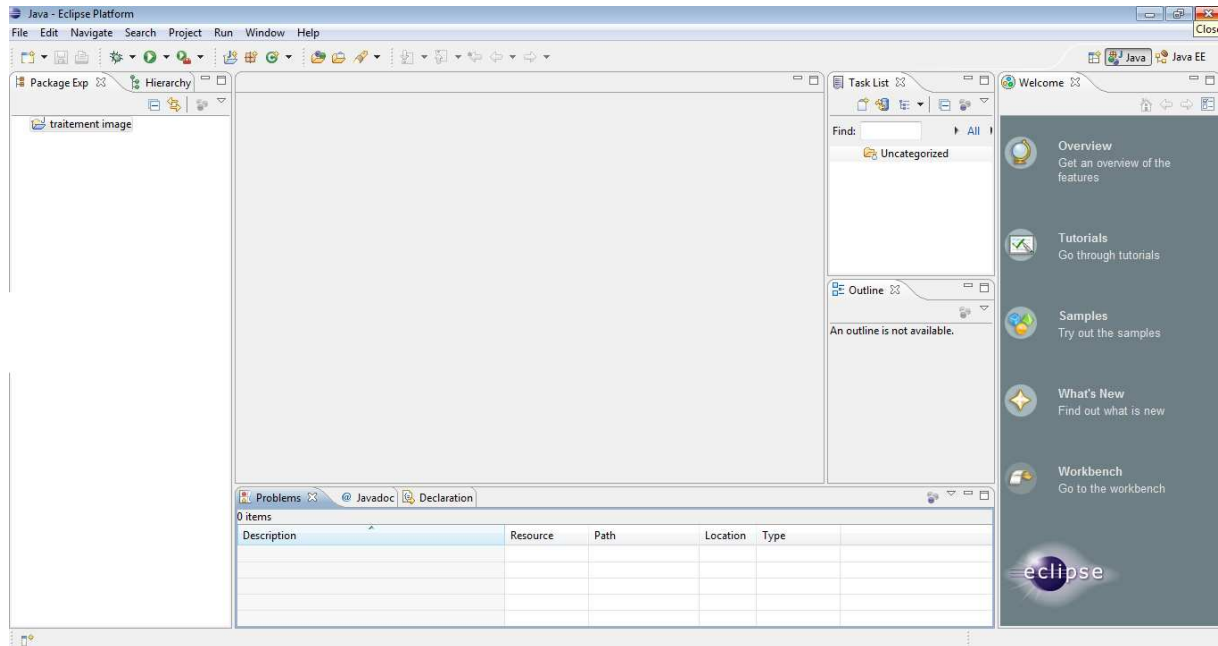 Java - Eclipse Platform
File Edit Navigate Search Project Run Window Help
Close
Java Java EE
Package Exp Hierarchy
traitement image
Task List
Find: All
Uncategorized
Outline
An outline is not available.
Welcome
Overview
Get an overview of the
features
Tutorials
Go through tutorials
Samples
Try out the samples
What's New
Find out what is new
Workbench
Go to the workbench
eclipse
Problems @ Javadoc Declaration
0 items
Description Resource Path Location Type